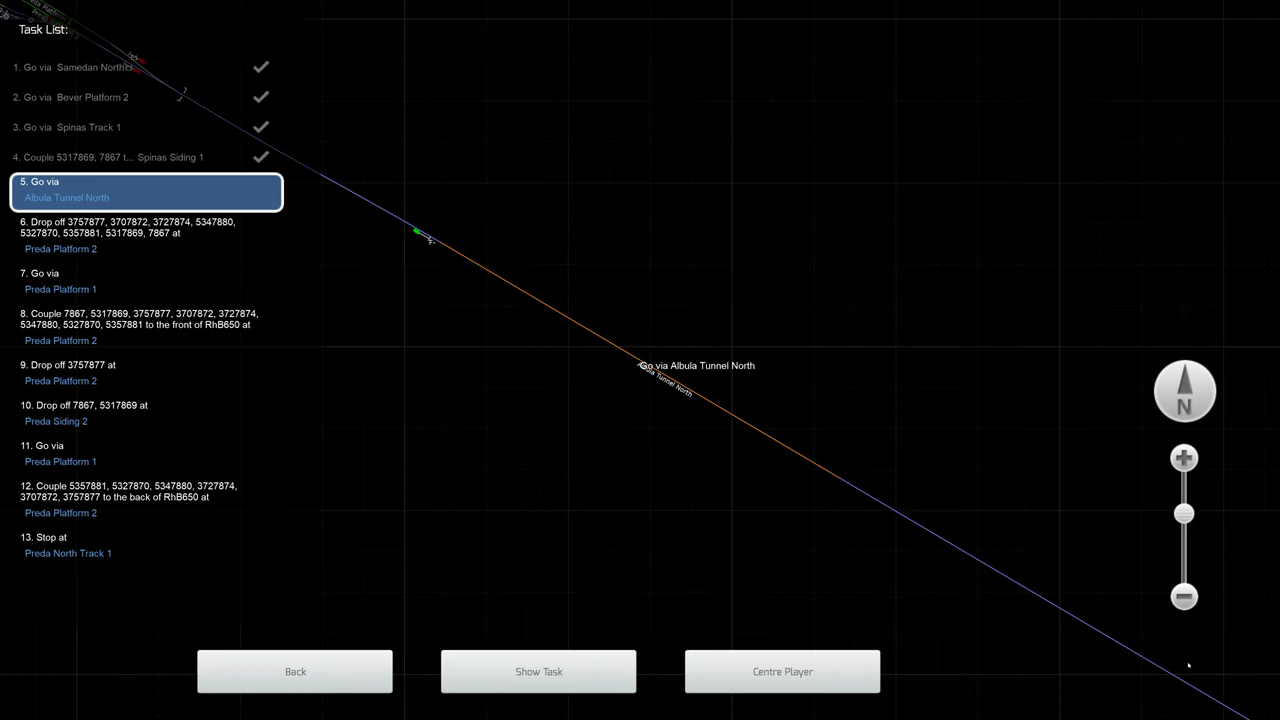 Task List:
1. Go via Samedan North
2. Go via Bever Platform 2
3. Go via Spinas Track 1
4. Couple 5317869, 7867 t... Spinas Siding 1
5. Go via
Albula Tunnel North
6. Drop off 3757877, 3707872, 3727874, 5347880,
5327870, 5357881, 5317869, 7867 at
Preda Platform 2
7. Go via
Preda Platform 1
8. Couple 7867, 5317869, 3757877, 3707872, 3727874,
5347880, 5327870, 5357881 to the front of RhB650 at
Preda Platform 2
9. Drop off 3757877 at
Preda Platform 2
10. Drop off 7867, 5317869 at
Preda Siding 2
11. Go via
Preda Platform 1
12. Couple 5357881, 5327870, 5347880, 3727874,
3707872, 3757877 to the back of RhB650 at
Preda Platform 2
13. Stop at
Preda North Track 1
Go via Albula Tunnel North
Albula Tunnel North
N
Back
Show Task
Centre Player